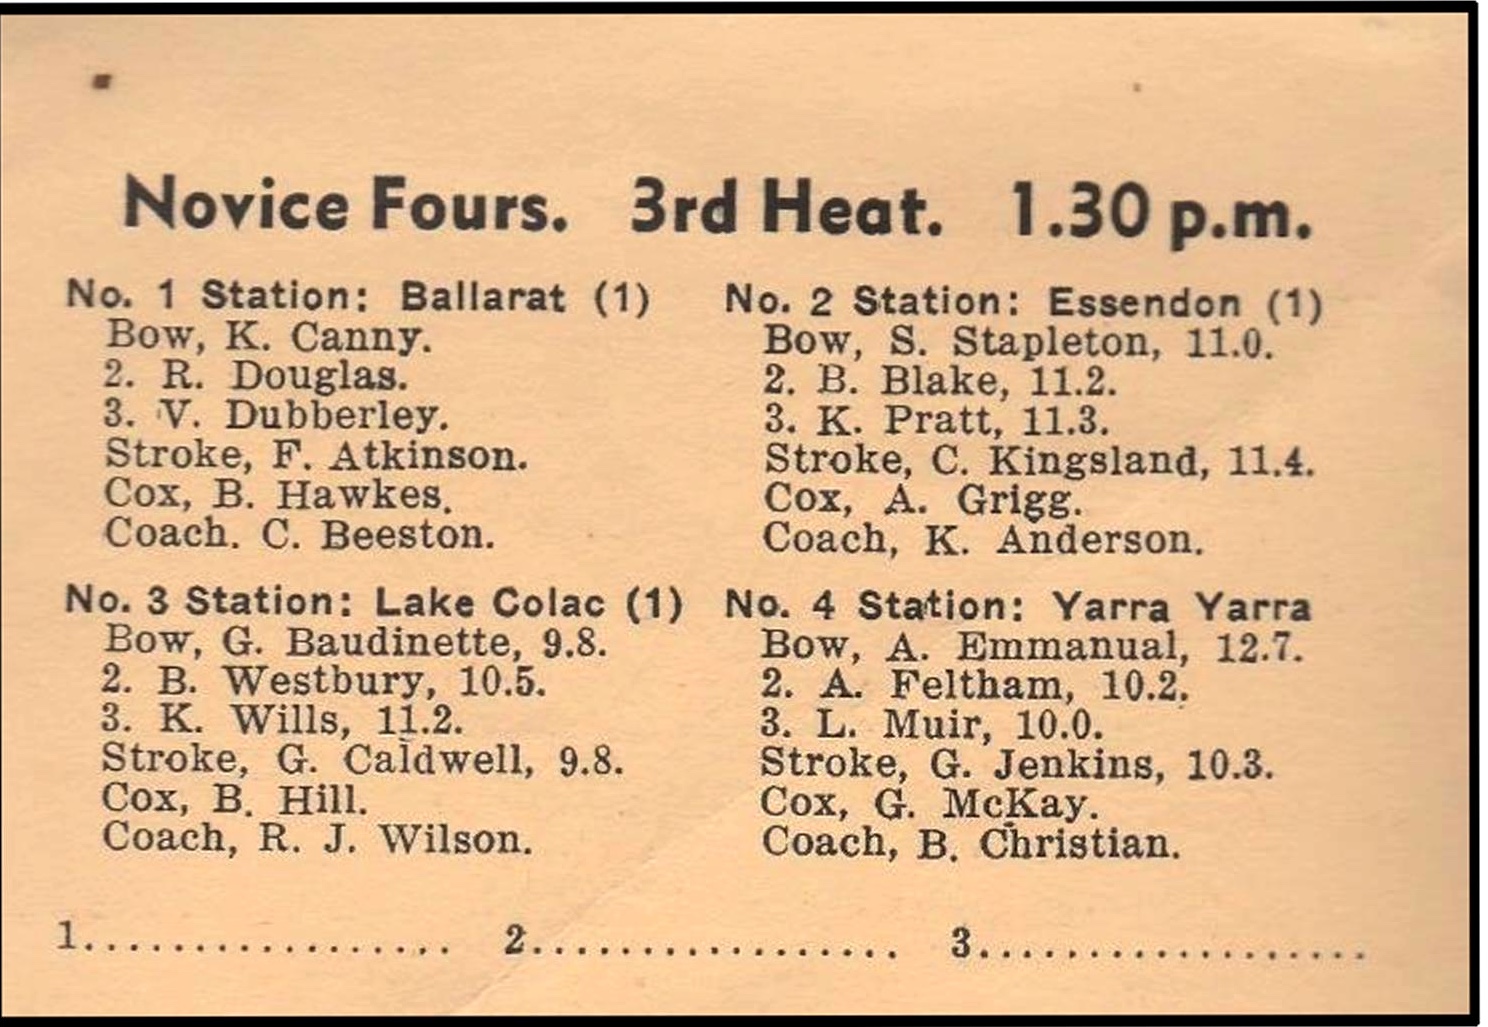 Novice Fours. 3rd Heat. 1.30 p.m.
No. 1 Station: Ballarat (1)
Bow, K. Canny.
2. R. Douglas.
3. V. Dubberley.
Stroke, F. Atkinson.
Cox, B. Hawkes.
Coach. C. Beeston.
No. 2 Station: Essendon (1)
Bow, S. Stapleton, 11.0.
2. B. Blake, 11.2.
3. K. Pratt, 11.3.
Stroke, C. Kingsland, 11.4.
Cox, A. Grigg.
Coach, K. Anderson.
No. 3 Station: Lake Colac (1)
Bow, G. Baudinette, 9.8.
2. B. Westbury, 10.5.
3. K. Wills, 11.2.
Stroke, G. Caldwell, 9.8.
Cox, B. Hill.
Coach, R. J. Wilson.
No. 4 Station: Yarra Yarra
Bow, A. Emmanual, 12.7.
2. A. Feltham, 10.2.
3. L. Muir, 10.0.
Stroke, G. Jenkins, 10.3.
Cox, G. McKay.
Coach, B. Christian.
1................. 2................. 3..................